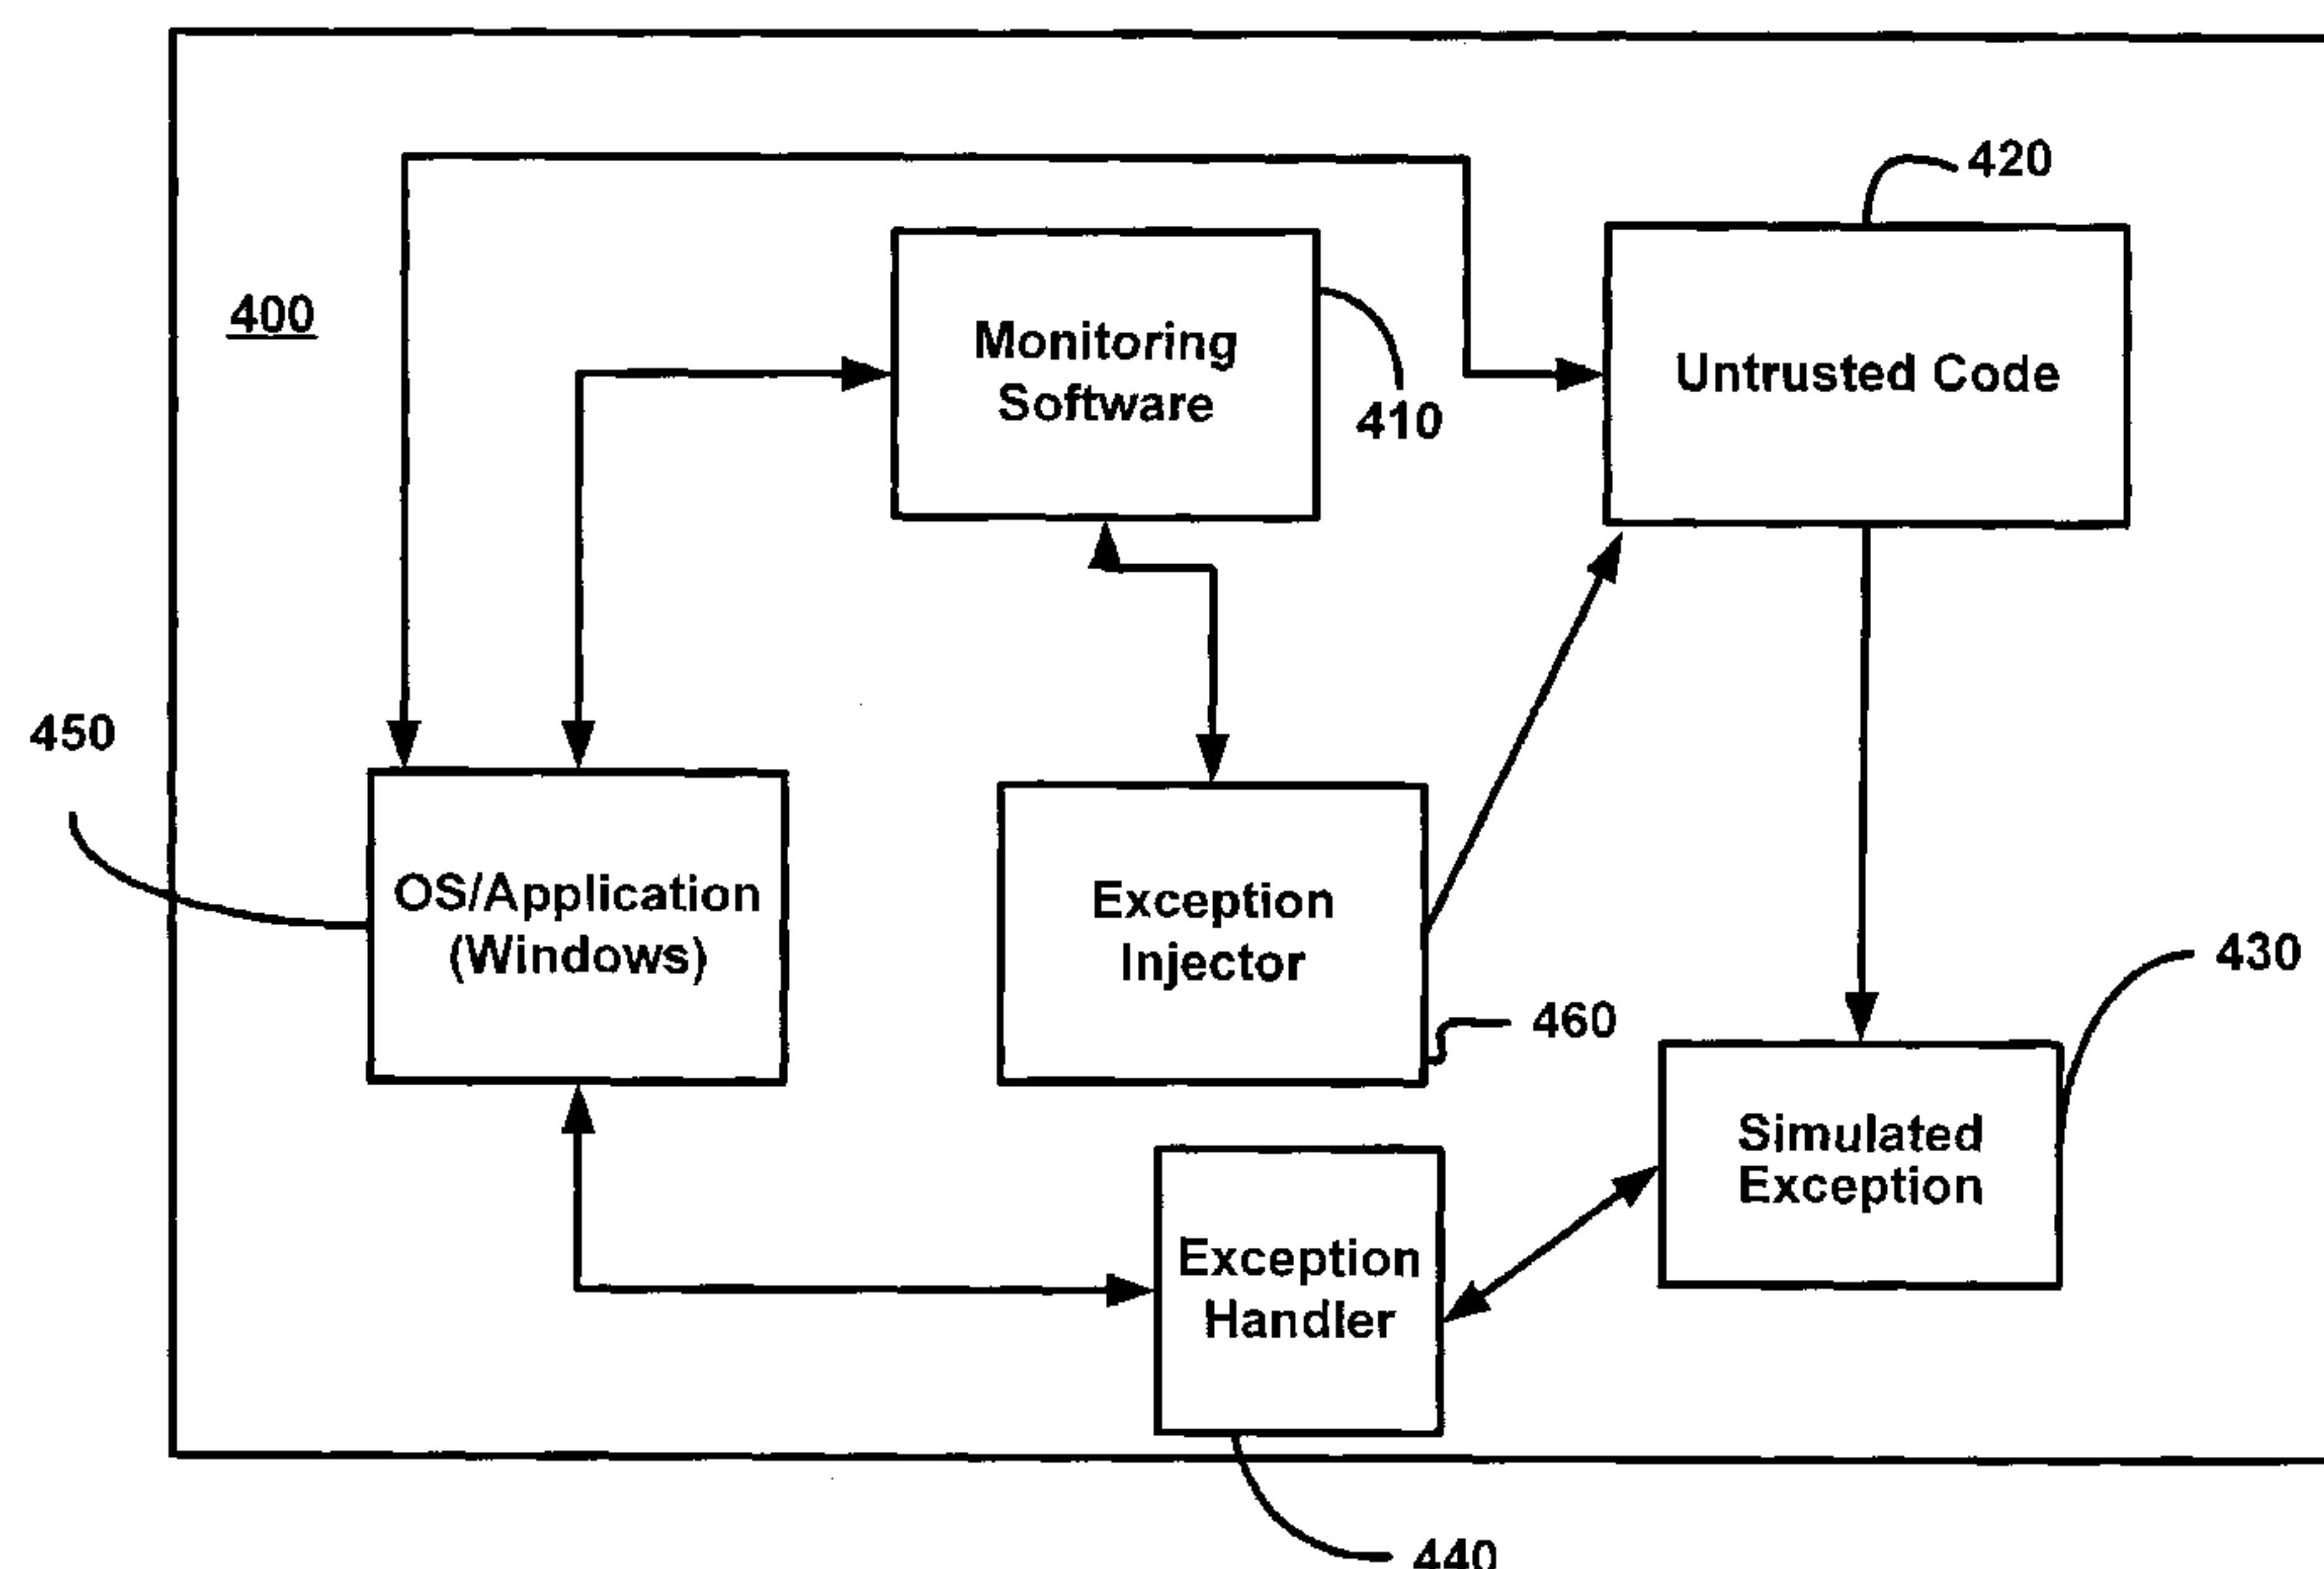 420
400
Monitoring
Software
Untrusted Code
410
450
OS/Application
(Windows)
Exception
Injector
430
460
Simulated
Exception
Exception
Handler
440